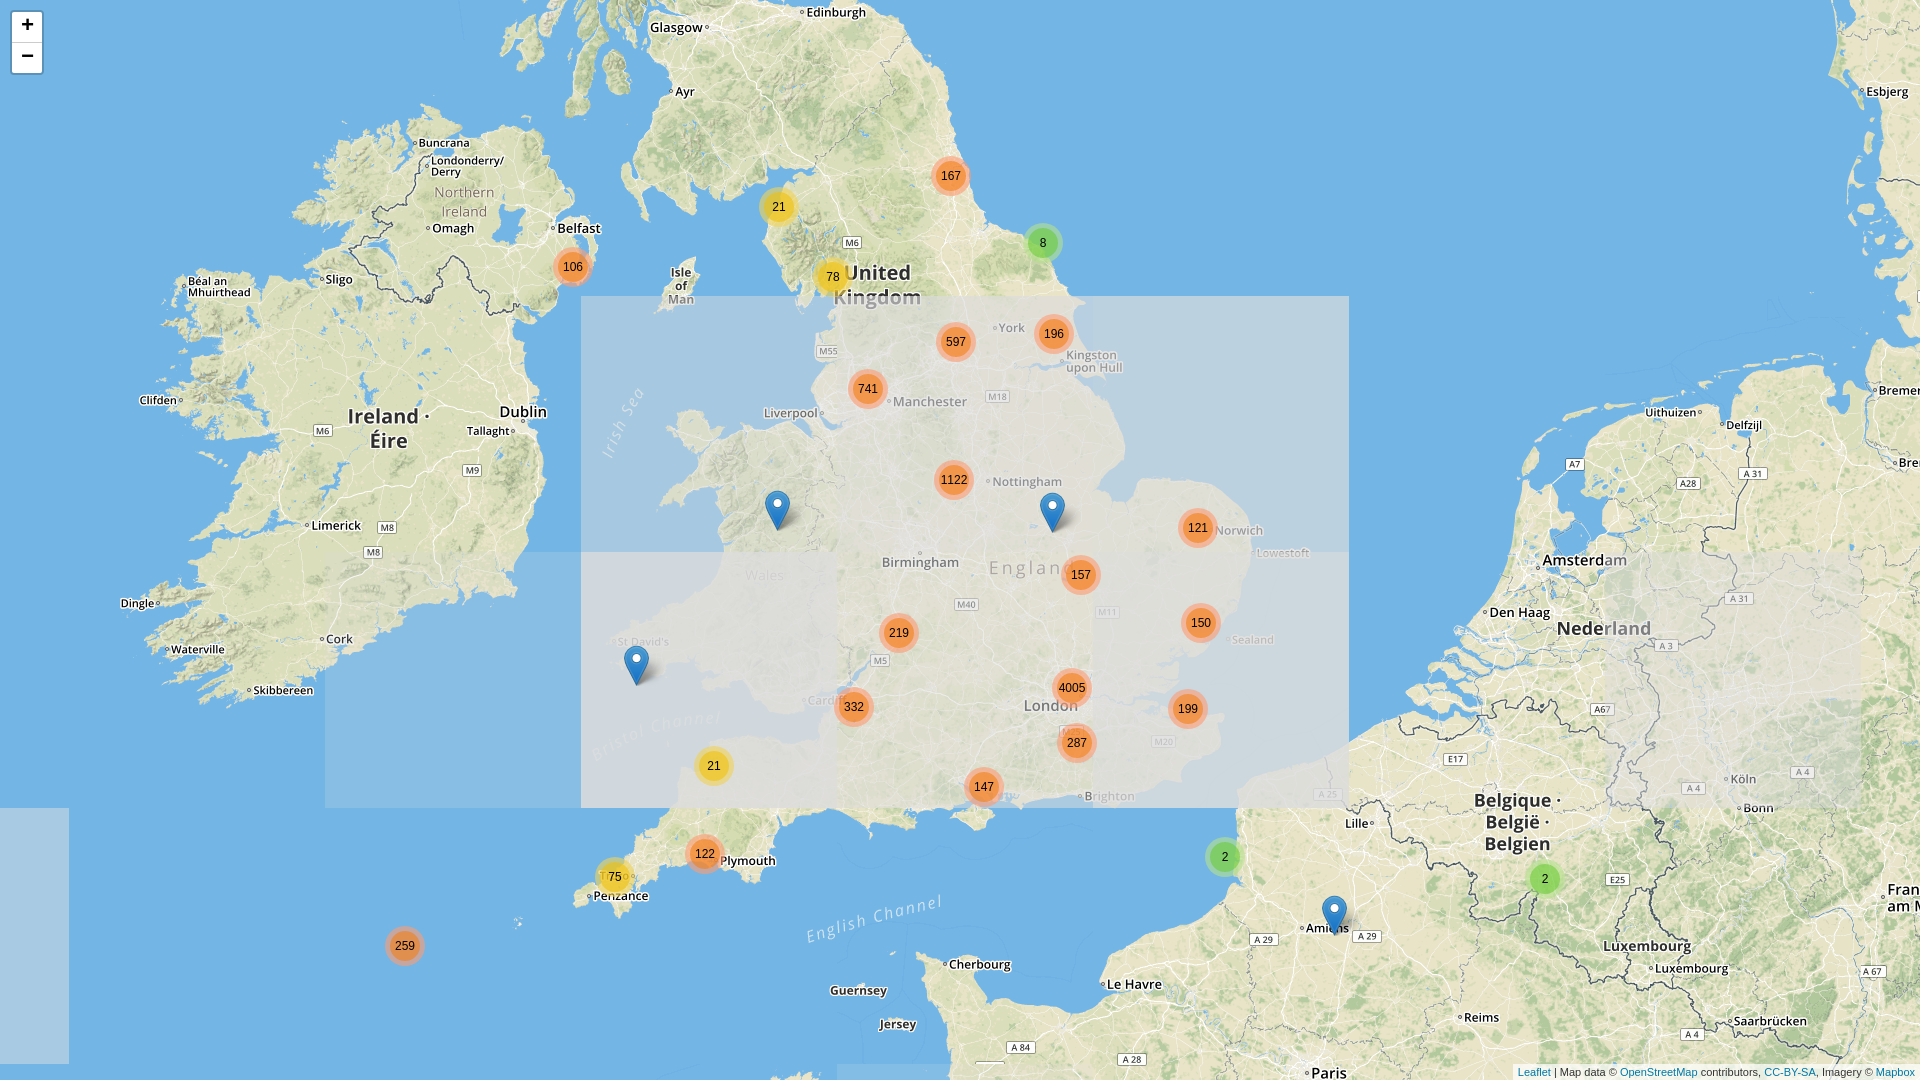 +
−
Glasgow
Edinburgh
Ayr
Esbjerg
Buncrana
Londonderry/
Derry
167
Northern
Ireland
21
Omagh
Belfast
M6
8
106
78
United
Kingdom
Isle
of
Man
Sligo
Béal an
Mhuirthead
York
196
597
M55
Kingston
upon Hull
741
Manchester
M18
Bremer
Clifden
Liverpool
Dublin
Uithuizen
Ireland ·
Éire
M6
Tallaght
Delfzijl
Irish Sea
M9
A7
A 31
Bre
1122
Nottingham
A28
Limerick
M8
121
Norwich
M8
Lowestoft
Birmingham
Amsterdam
England
157
Wales
Dingle
M40
M11
A 31
Den Haag
150
219
Nederland
Cork
St David's
Sealand
A 3
Waterville
M5
Skibbereen
4005
Cardiff
332
London
199
A67
Bristol Channel
287
M20
E17
21
A 4
Köln
147
A 4
Brighton
A 25
Belgique ·
België ·
Belgien
Bonn
Lille
122
Plymouth
2
75
2
E25
Penzance
Fran
am M
English Channel
Amiens
A 29
A 29
259
Luxembourg
Cherbourg
Luxembourg
A 67
Le Havre
Guernsey
Jersey
Reims
Saarbrücken
A 4
A 84
A 28
Paris
Leaflet | Map data © OpenStreetMap contributors, CC-BY-SA, Imagery © Mapbox